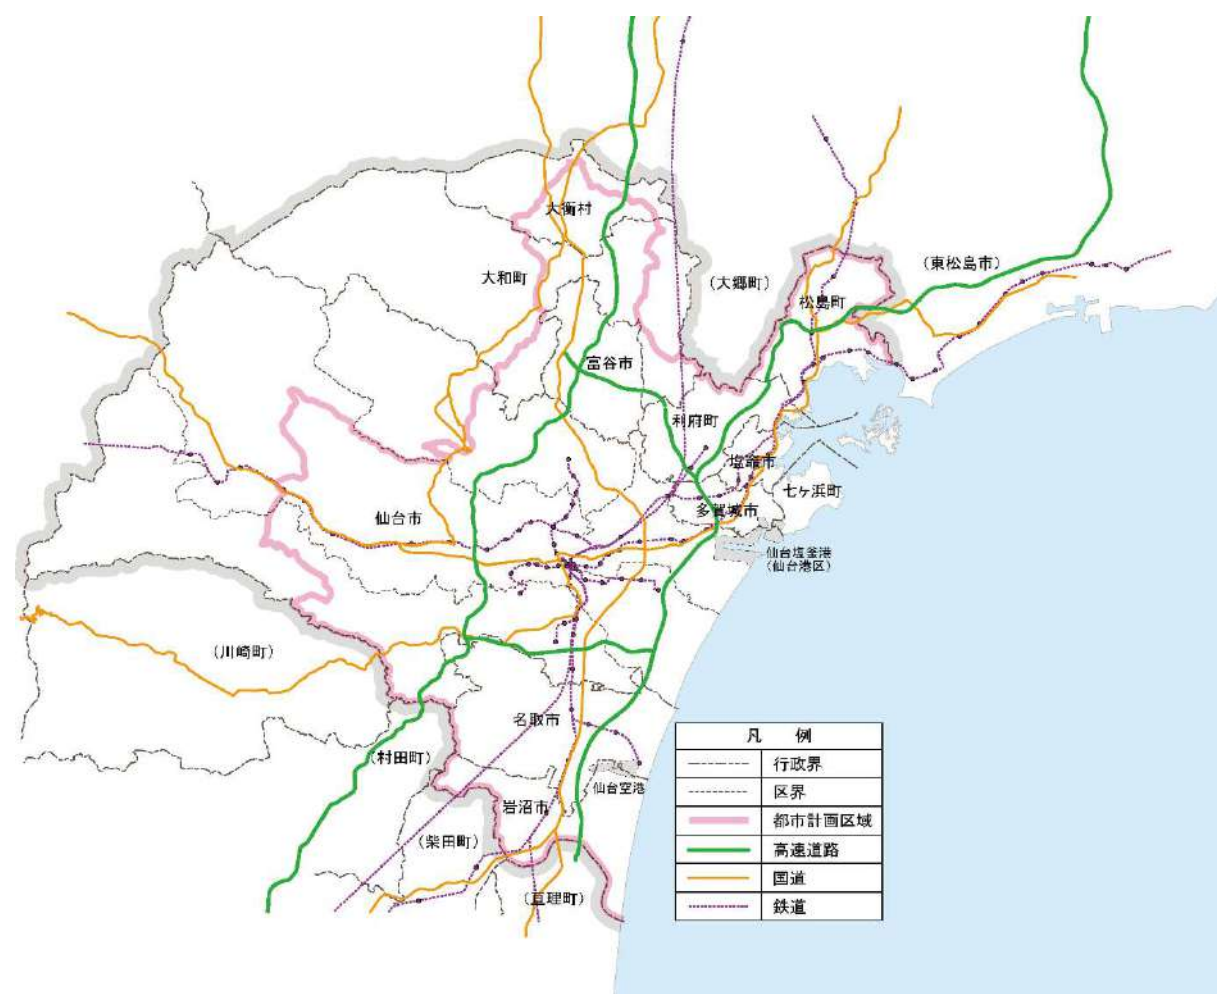 大衡村
大和町
(大郷町)
(東松島市)
松島町
富谷市
利府町
塩竈市
七ヶ浜町
多賀城市
仙台市
仙台塩釜港
(仙台港区)
(川崎町)
名取市
(村田町)
仙台空港
岩沼市
(柴田町)
(亘理町)
凡 例
行政界
区界
都市計画区域
高速道路
国道
鉄道